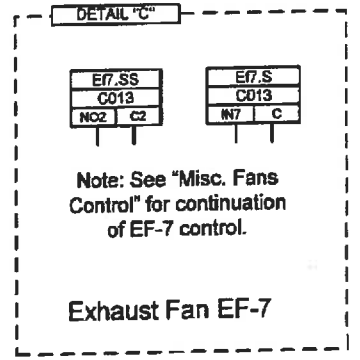 DETAIL "C"
Ef7.SS
C013
NO2 C2
Ef7.S
C013
IN7 C
Note: See "Misc. Fans
Control" for continuation
of EF-7 control.
Exhaust Fan EF-7